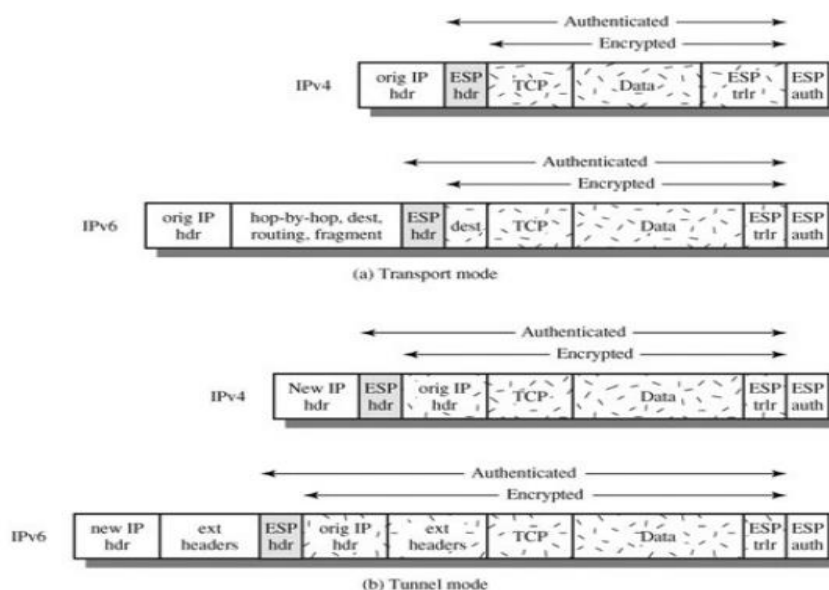 Authenticated
Encrypted
IPv4
orig IP hdr
ESP hdr
TCP
Data
ESP trlr
ESP auth
Authenticated
Encrypted
IPv6
orig IP hdr
hop-by-hop, dest, routing, fragment
ESP hdr
dest
TCP
Data
ESP trlr
ESP auth
(a) Transport mode
Authenticated
Encrypted
IPv4
New IP hdr
ESP hdr
orig IP hdr
TCP
Data
ESP trlr
ESP auth
Authenticated
Encrypted
IPv6
new IP hdr
ext headers
ESP hdr
orig IP hdr
ext headers
TCP
Data
ESP trlr
ESP auth
(b) Tunnel mode